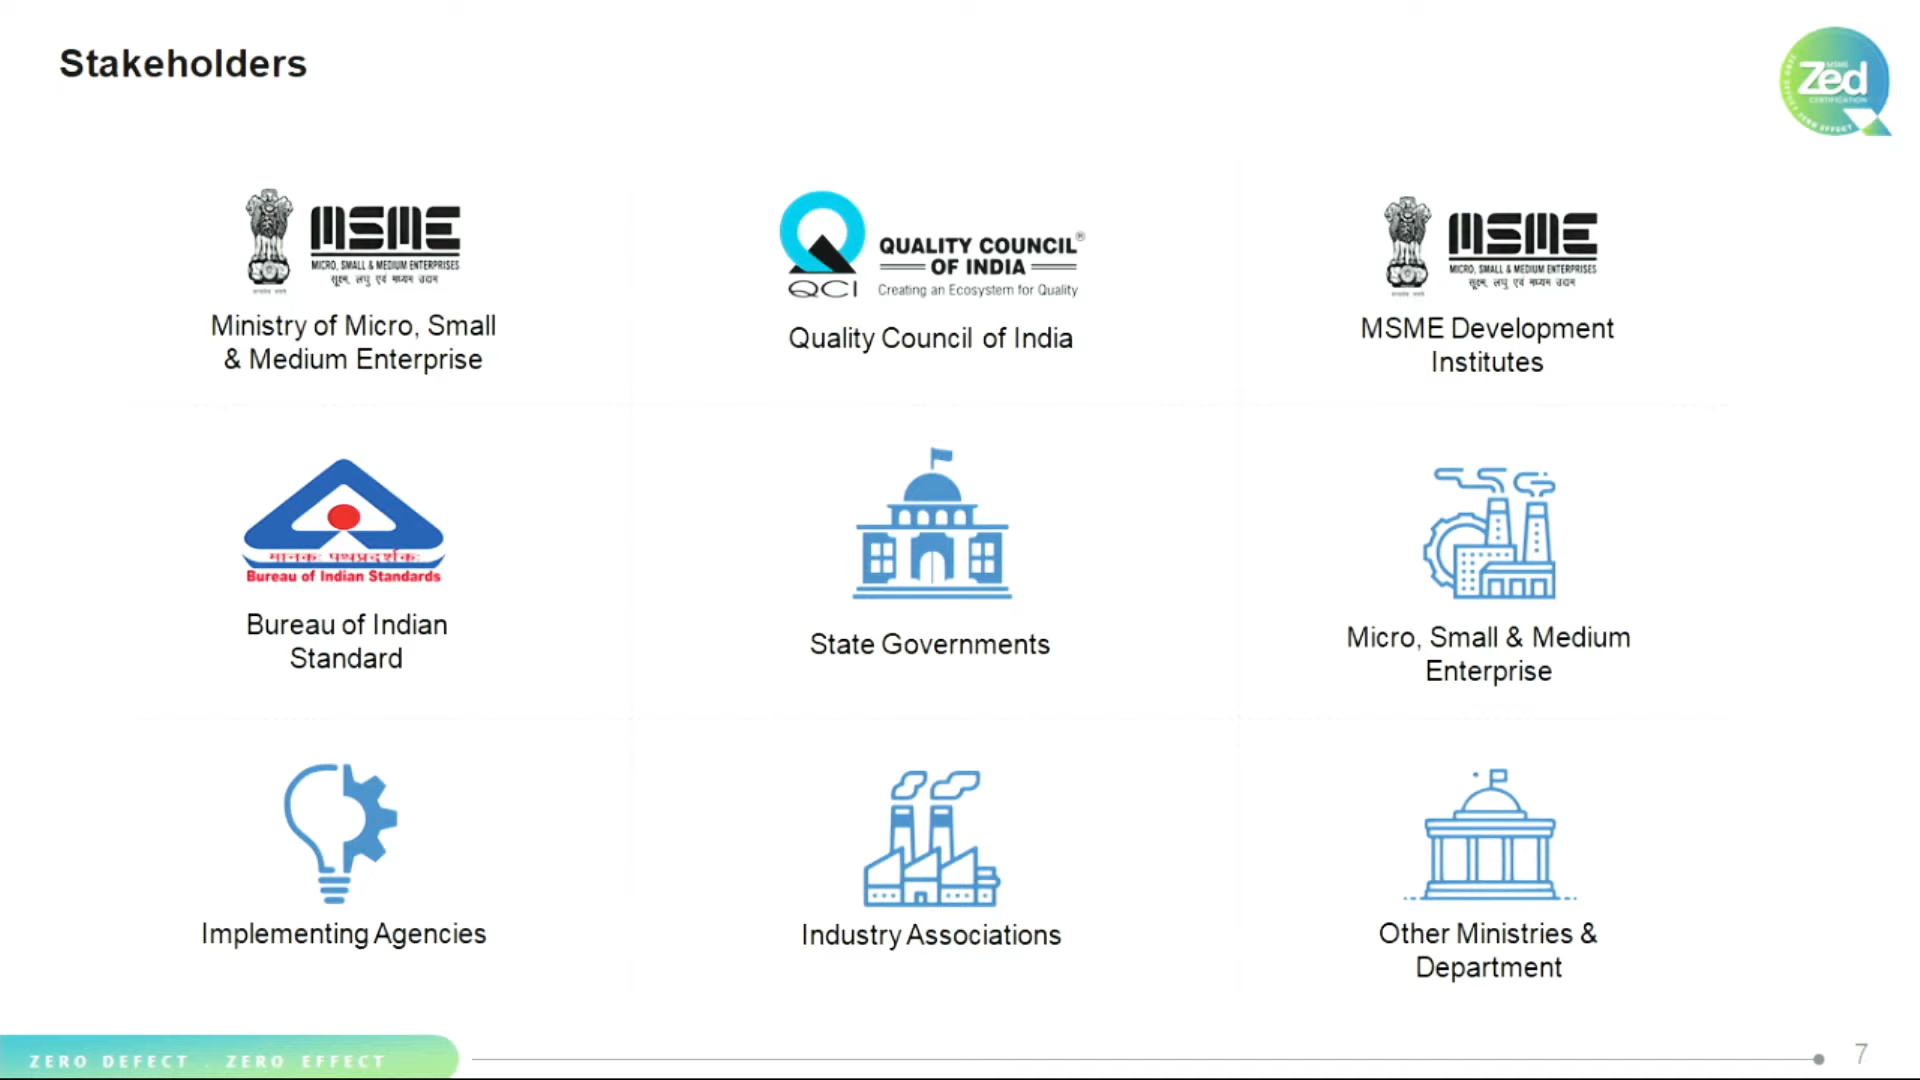 Stakeholders
MSME
Zed
CERTIFICATION
MSME
MICRO, SMALL & MEDIUM ENTERPRISES
सूक्ष्म, लघु एवं मध्यम उद्यम
Ministry of Micro, Small
& Medium Enterprise
QCI
QUALITY COUNCIL®
OF INDIA
Creating an Ecosystem for Quality
Quality Council of India
MSME
MICRO, SMALL & MEDIUM ENTERPRISES
सूक्ष्म, लघु एवं मध्यम उद्यम
MSME Development
Institutes
मानकः पथप्रदर्शकः
Bureau of Indian Standards
Bureau of Indian
Standard
State Governments
Micro, Small & Medium
Enterprise
Implementing Agencies
Industry Associations
Other Ministries &
Department
ZERO DEFECT . ZERO EFFECT
7